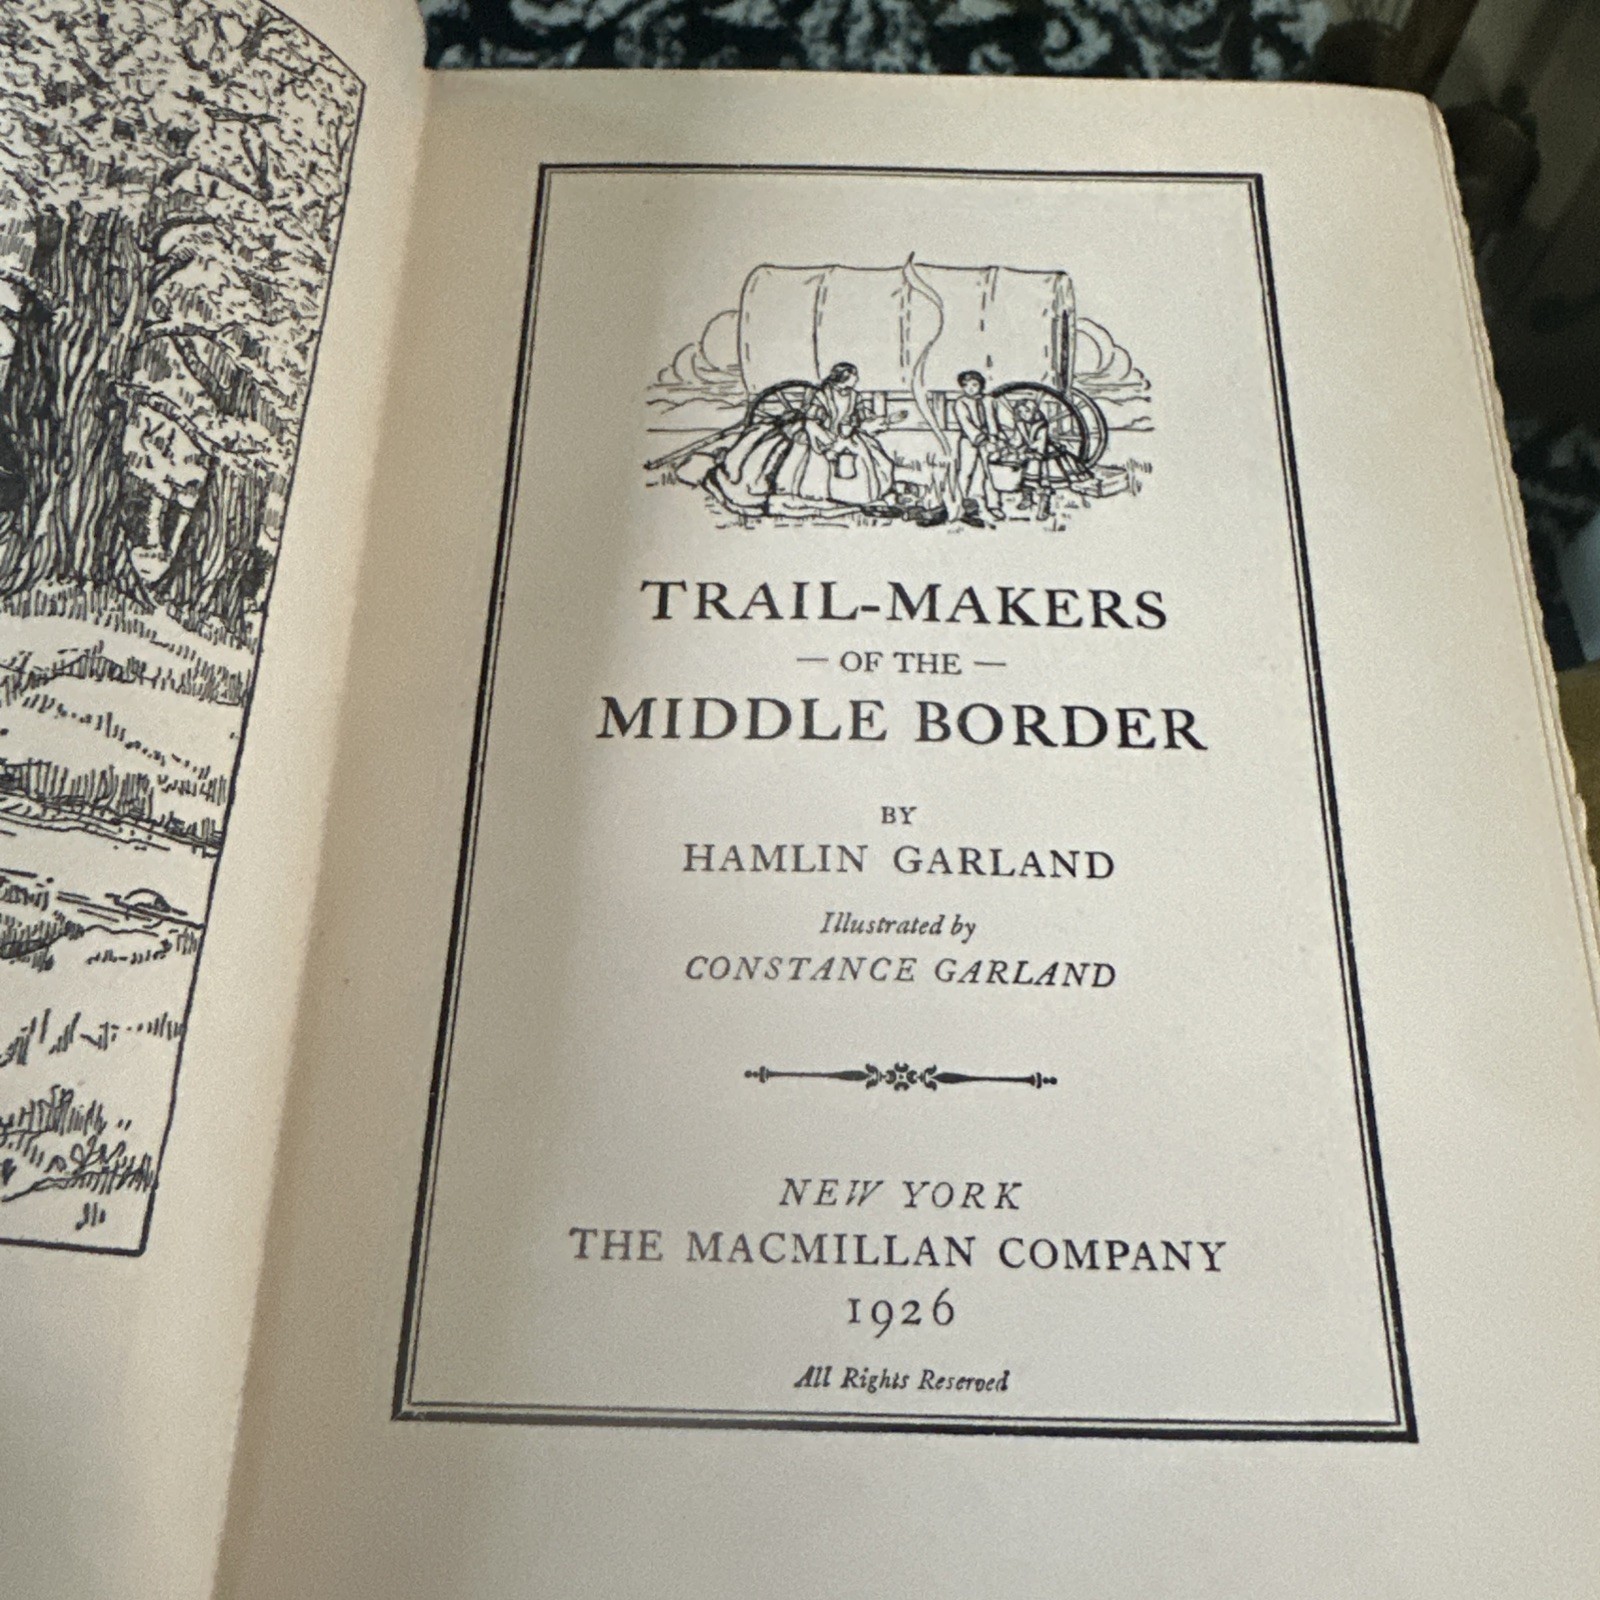 TRAIL-MAKERS
— OF THE —
MIDDLE BORDER
BY
HAMLIN GARLAND
Illustrated by
CONSTANCE GARLAND
NEW YORK
THE MACMILLAN COMPANY
1926
All Rights Reserved